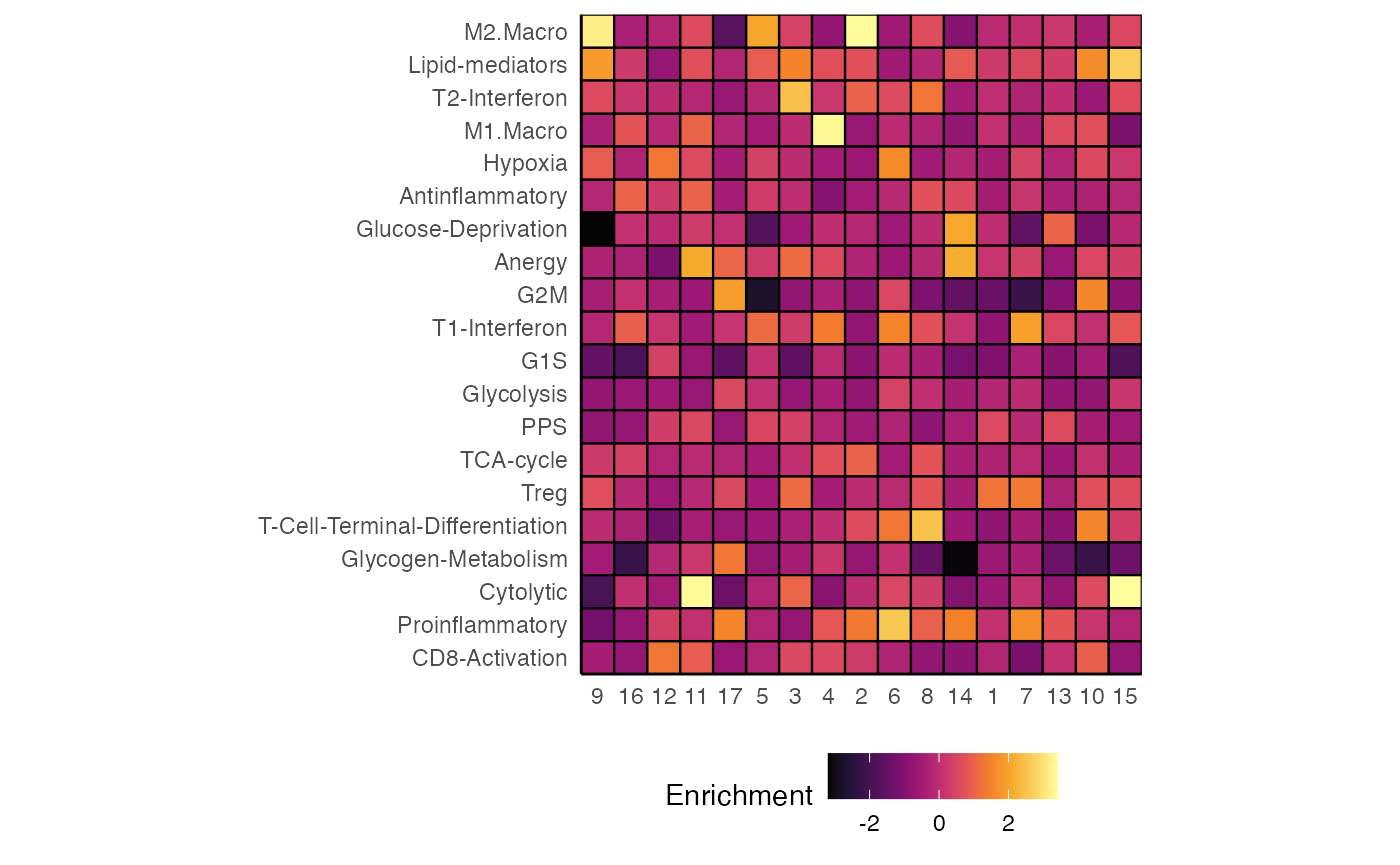 M2.Macro
Lipid-mediators
T2-Interferon
M1.Macro
Hypoxia
Antinflammatory
Glucose-Deprivation
Anergy
G2M
T1-Interferon
G1S
Glycolysis
PPS
TCA-cycle
Treg
T-Cell-Terminal-Differentiation
Glycogen-Metabolism
Cytolytic
Proinflammatory
CD8-Activation
9 16 12 11 17 5 3 4 2 6 8 14 1 7 13 10 15
Enrichment
-2 0 2